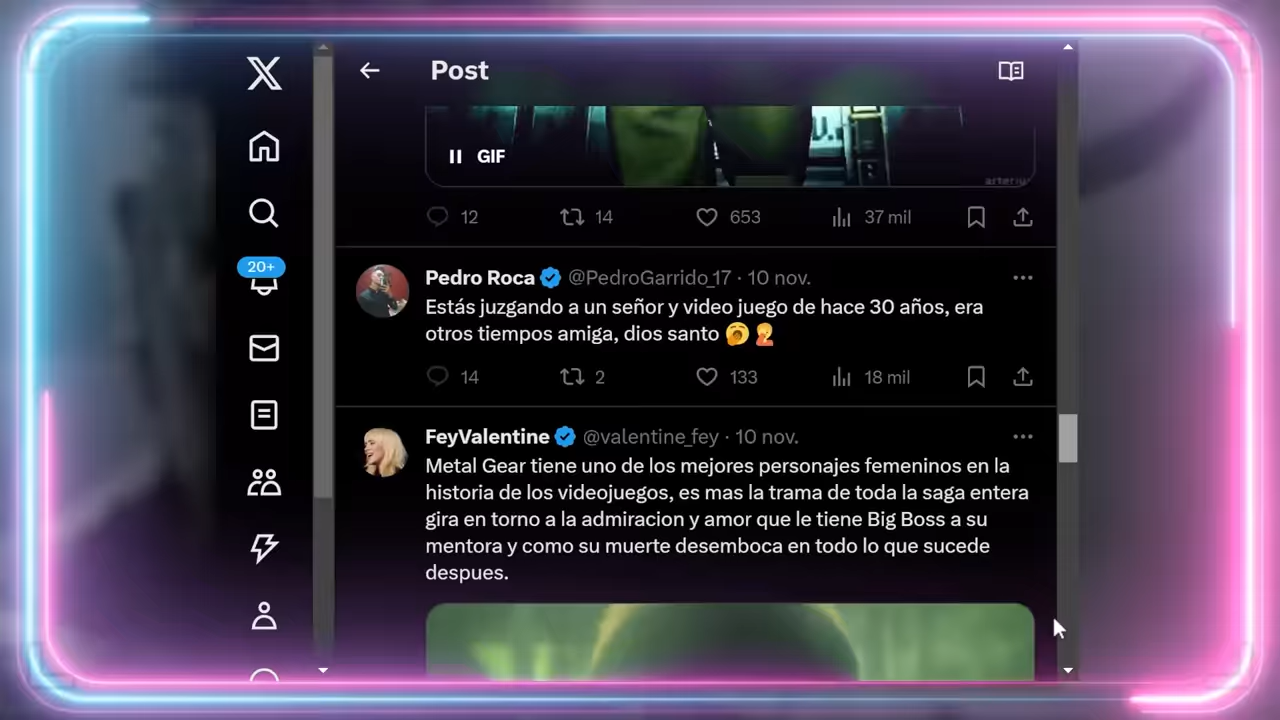 Post
GIF
arterius
12 14 653 37 mil
20+
Pedro Roca @PedroGarrido_17 · 10 nov.
Estás juzgando a un señor y video juego de hace 30 años, era
otros tiempos amiga, dios santo 🥱🤦
14 2 133 18 mil
FeyValentine @valentine_fey · 10 nov.
Metal Gear tiene uno de los mejores personajes femeninos en la
historia de los videojuegos, es mas la trama de toda la saga entera
gira en torno a la admiracion y amor que le tiene Big Boss a su
mentora y como su muerte desemboca en todo lo que sucede
despues.